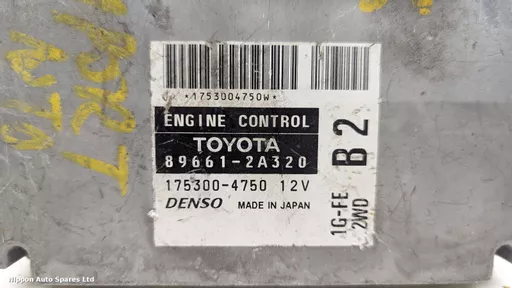 *1753004750W*
ENGINE CONTROL
TOYOTA
89661-2A320
175300-4750 12V
DENSO MADE IN JAPAN
B2
1G-FE
2WD
Nippon Auto Spares Ltd